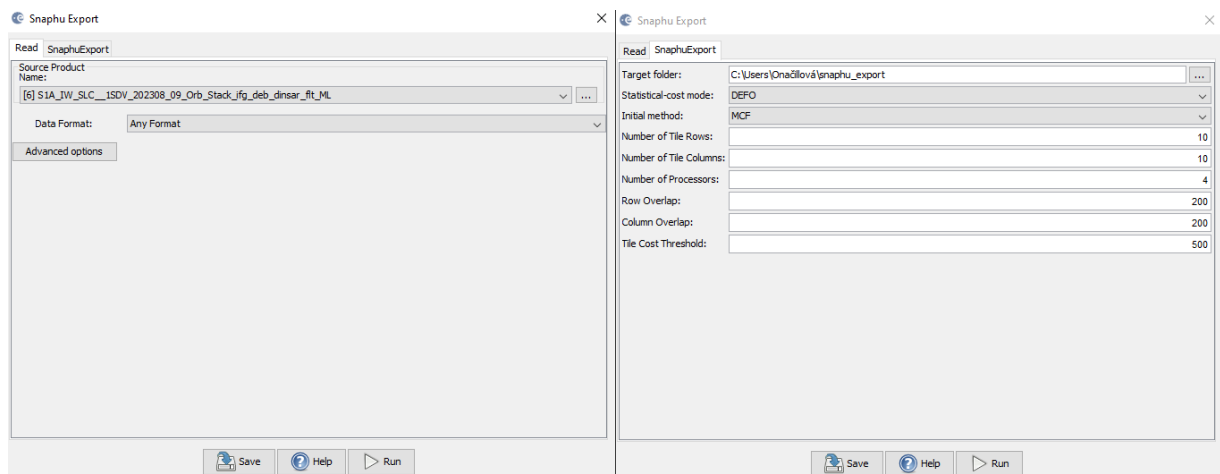 Snaphu Export
Read SnaphuExport
Source Product
Name:
[6] S1A_IW_SLC__1SDV_202308_09_Orb_Stack_ifg_deb_dinsar_flt_ML
...
Data Format: Any Format
Advanced options
Save Help Run
Snaphu Export
Read SnaphuExport
Target folder: C:\Users\Onačillová\snaphu_export ...
Statistical-cost mode: DEFO
Initial method: MCF
Number of Tile Rows: 10
Number of Tile Columns: 10
Number of Processors: 4
Row Overlap: 200
Column Overlap: 200
Tile Cost Threshold: 500
Save Help Run